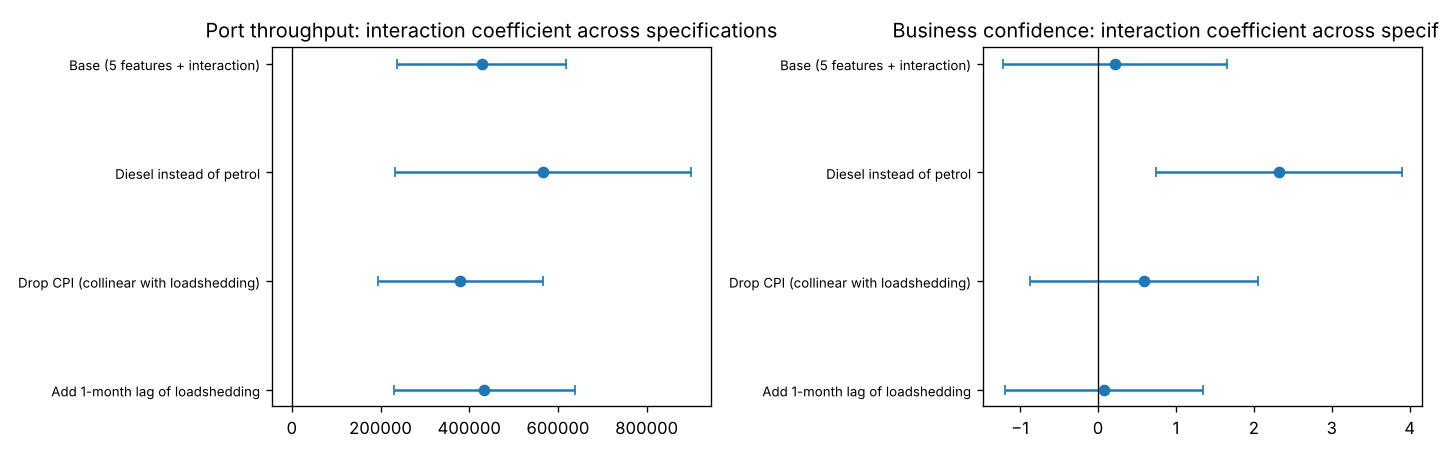 Port throughput: interaction coefficient across specifications
Base (5 features + interaction)
Diesel instead of petrol
Drop CPI (collinear with loadshedding)
Add 1-month lag of loadshedding
0 200000 400000 600000 800000
Business confidence: interaction coefficient across specif
Base (5 features + interaction)
Diesel instead of petrol
Drop CPI (collinear with loadshedding)
Add 1-month lag of loadshedding
−1 0 1 2 3 4